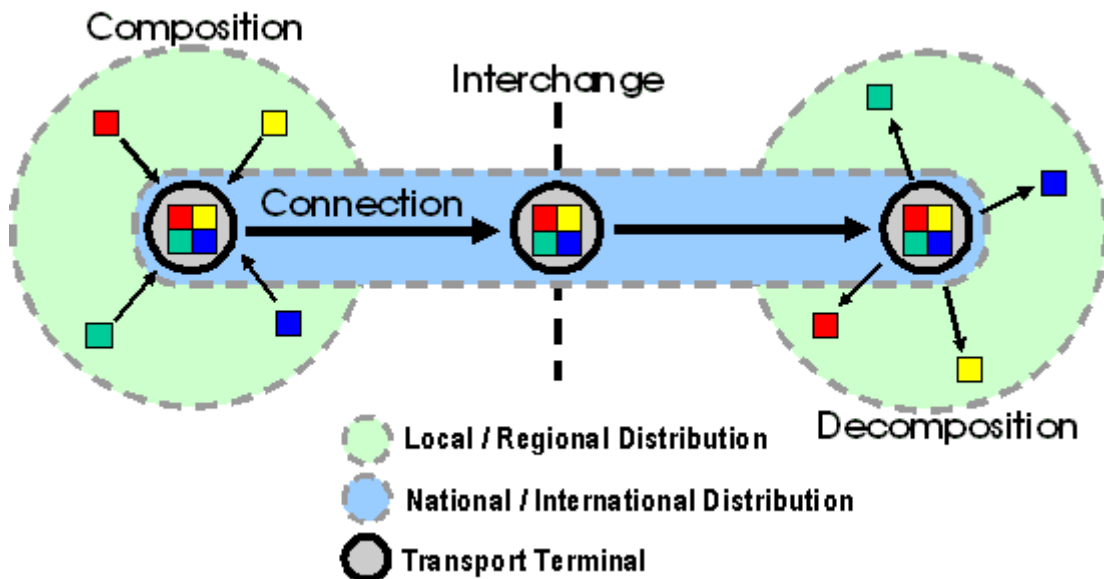 Composition
Interchange
Connection
Decomposition
Local / Regional Distribution
National / International Distribution
Transport Terminal